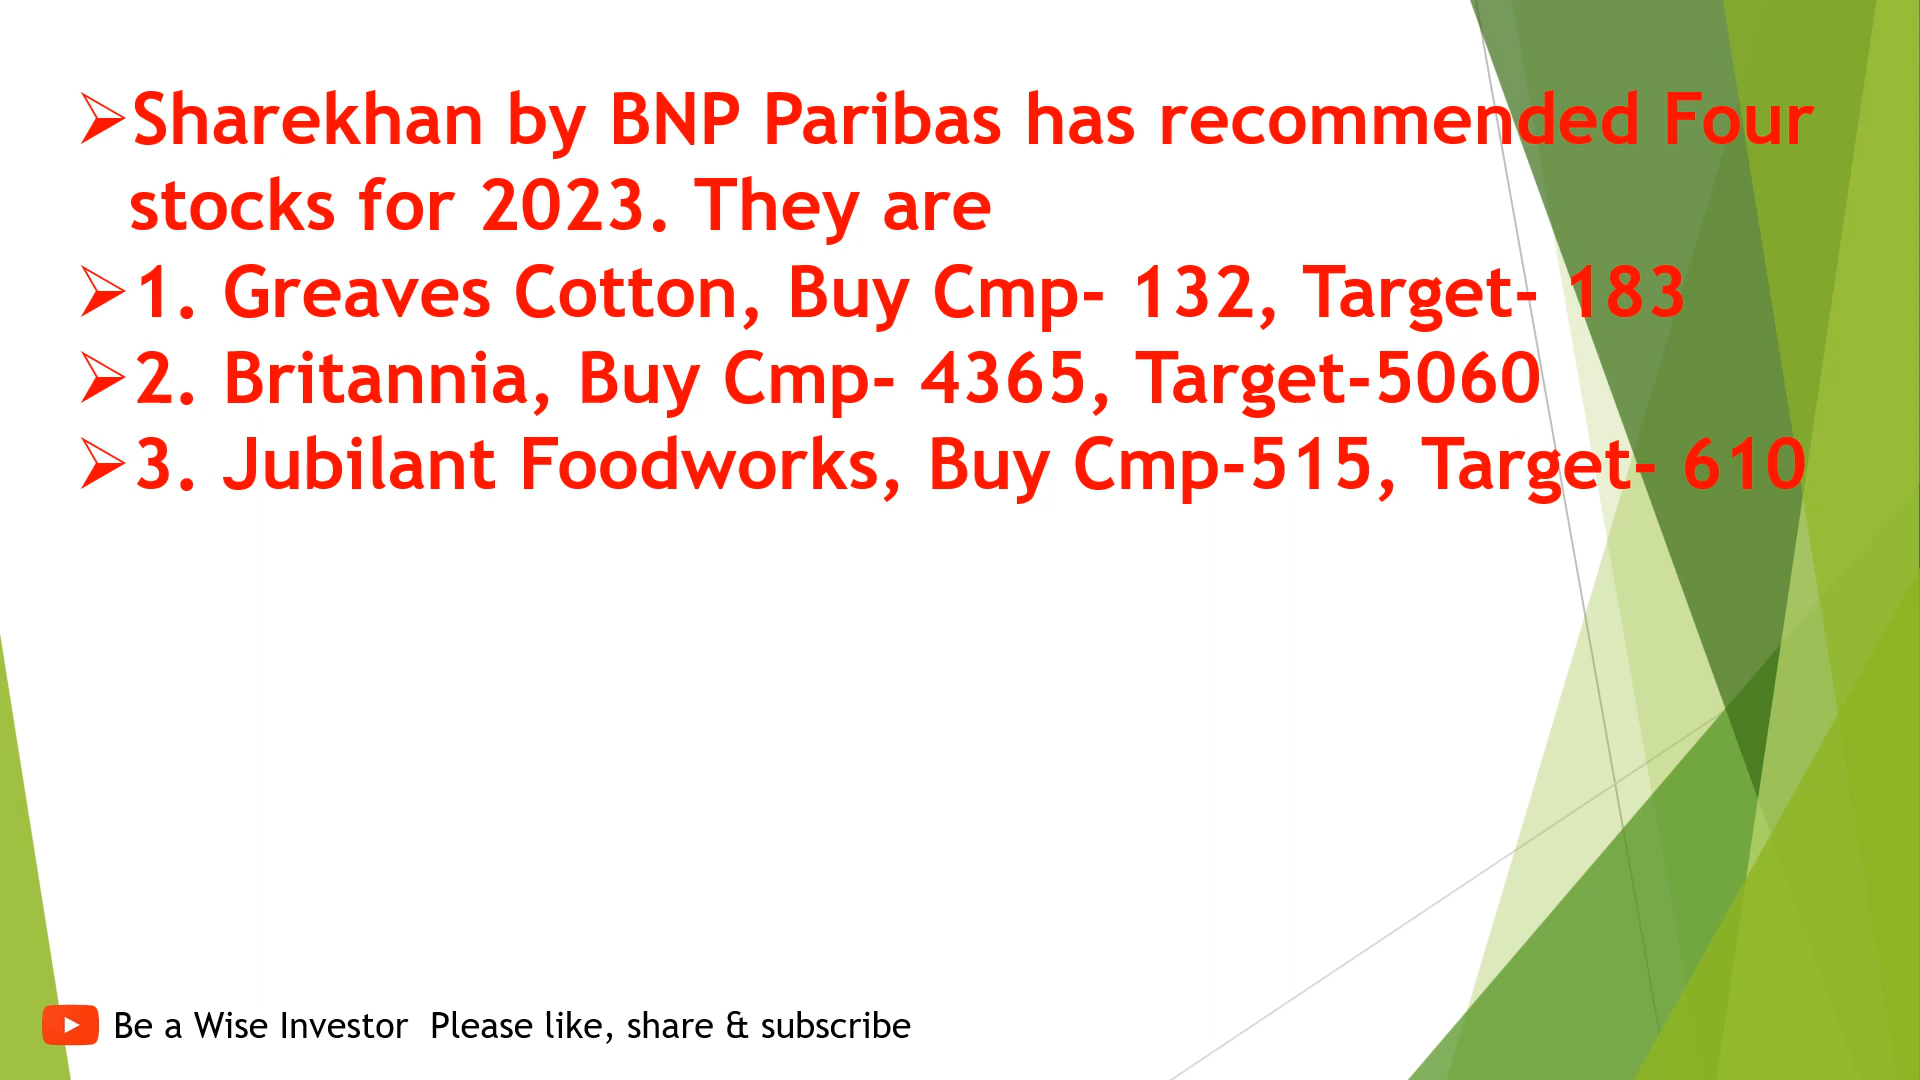 ➢Sharekhan by BNP Paribas has recommended Four
stocks for 2023. They are
➢1. Greaves Cotton, Buy Cmp- 132, Target- 183
➢2. Britannia, Buy Cmp- 4365, Target-5060
➢3. Jubilant Foodworks, Buy Cmp-515, Target- 610
Be a Wise Investor  Please like, share & subscribe